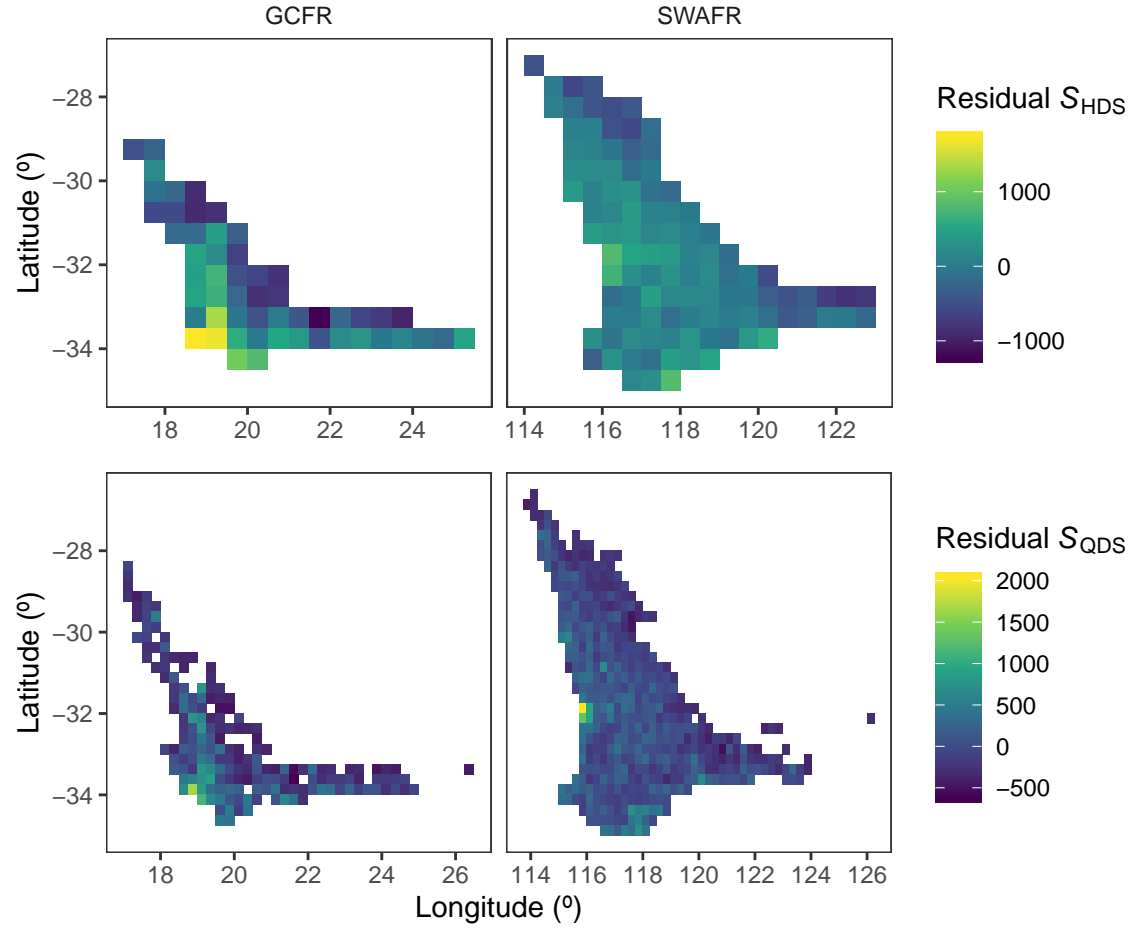 GCFR SWAFR
Residual S_HDS
1000
0
−1000
Latitude (º)
−28
−30
−32
−34
18 20 22 24
114 116 118 120 122
Residual S_QDS
2000
1500
1000
500
0
−500
Latitude (º)
−28
−30
−32
−34
18 20 22 24 26
114 116 118 120 122 124 126
Longitude (º)